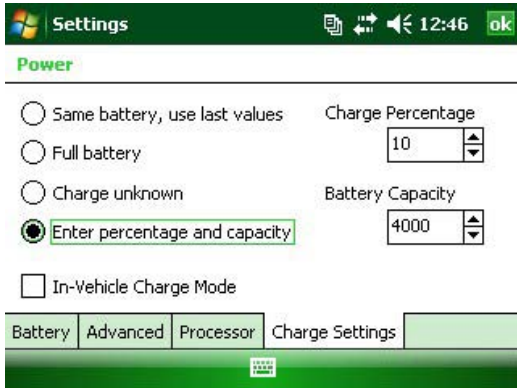 Settings 12:46 ok
Power
Same battery, use last values
Full battery
Charge unknown
Enter percentage and capacity
Charge Percentage
10
Battery Capacity
4000
In-Vehicle Charge Mode
Battery Advanced Processor Charge Settings